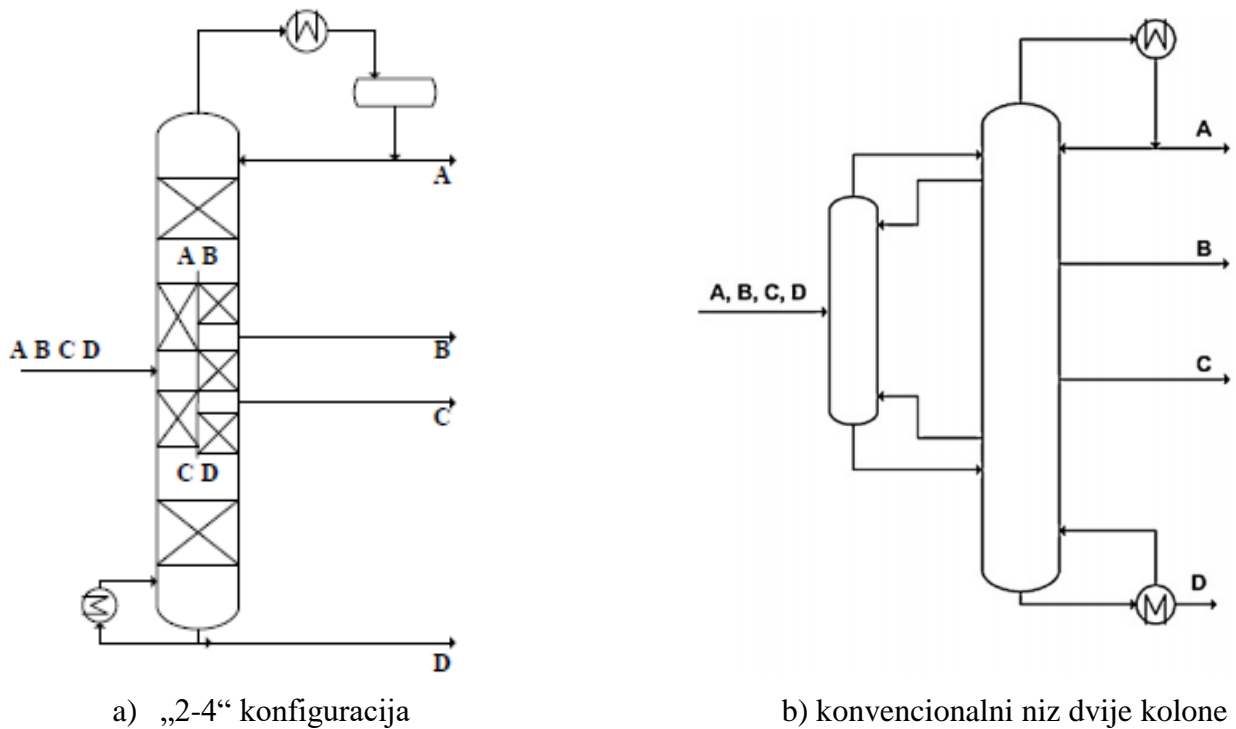 A
A B
A B C D
B
C
C D
D
A
B
A, B, C, D
C
D
a) „2-4“ konfiguracija
b) konvencionalni niz dvije kolone